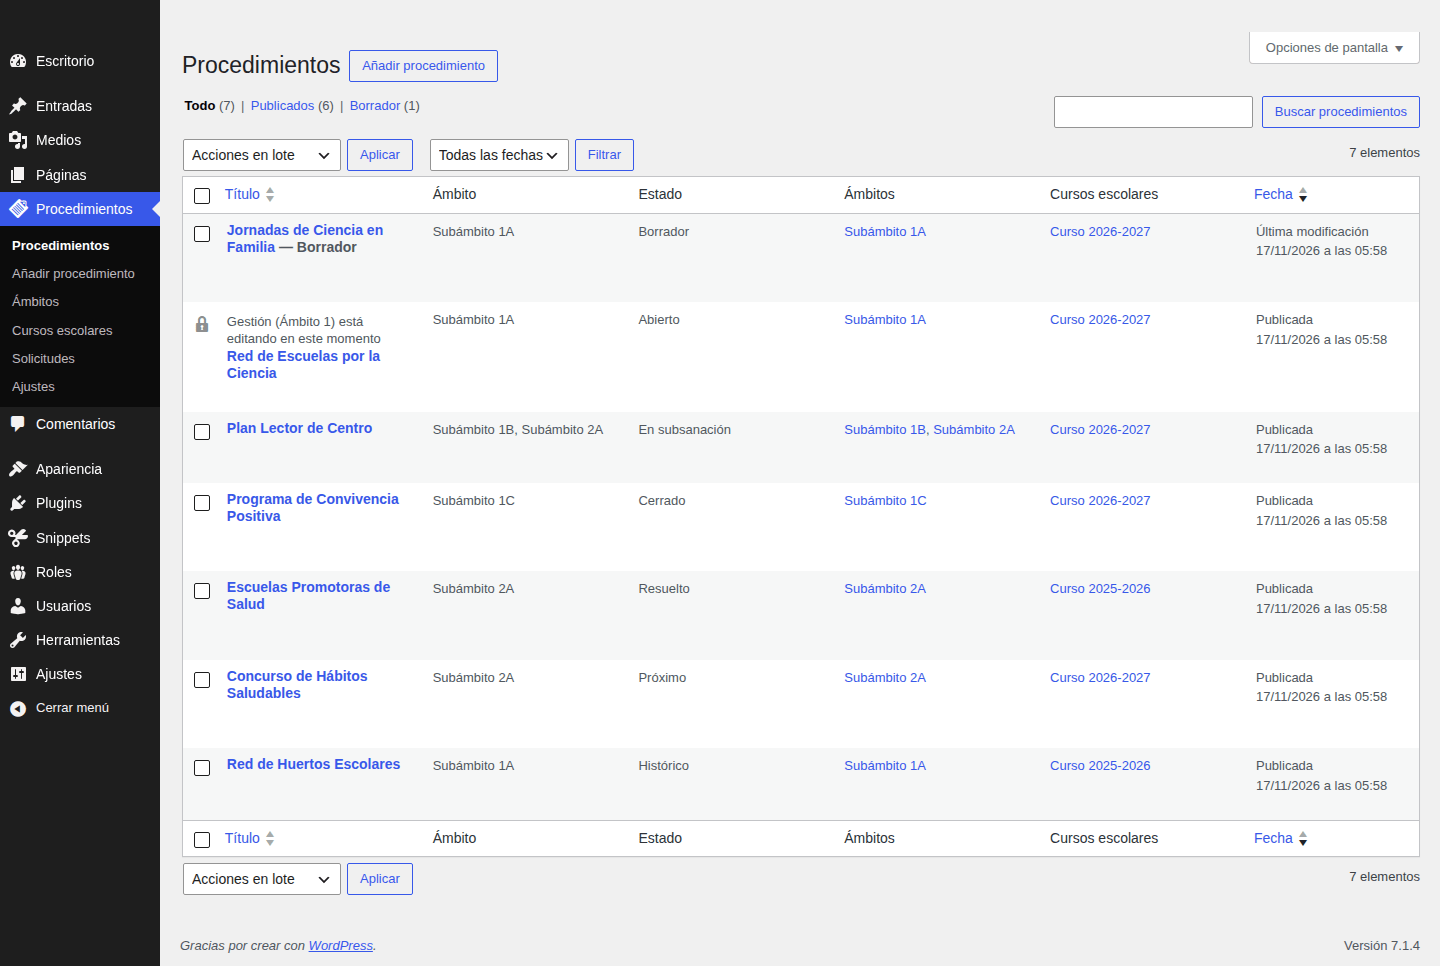 Escritorio
Entradas
Medios
Páginas
Procedimientos
Procedimientos
Añadir procedimiento
Ámbitos
Cursos escolares
Solicitudes
Ajustes
Comentarios
Apariencia
Plugins
Snippets
Roles
Usuarios
Herramientas
Ajustes
Cerrar menú
Opciones de pantalla
Procedimientos Añadir procedimiento
Todo (7) | Publicados (6) | Borrador (1)
Buscar procedimientos
Acciones en lote Aplicar Todas las fechas Filtrar 7 elementos
Título Ámbito Estado Ámbitos Cursos escolares Fecha
Jornadas de Ciencia en Subámbito 1A Borrador Subámbito 1A Curso 2026-2027 Última modificación
Familia — Borrador 17/11/2026 a las 05:58
Gestión (Ámbito 1) está Subámbito 1A Abierto Subámbito 1A Curso 2026-2027 Publicada
editando en este momento 17/11/2026 a las 05:58
Red de Escuelas por la
Ciencia
Plan Lector de Centro Subámbito 1B, Subámbito 2A En subsanación Subámbito 1B, Subámbito 2A Curso 2026-2027 Publicada
17/11/2026 a las 05:58
Programa de Convivencia Subámbito 1C Cerrado Subámbito 1C Curso 2026-2027 Publicada
Positiva 17/11/2026 a las 05:58
Escuelas Promotoras de Subámbito 2A Resuelto Subámbito 2A Curso 2025-2026 Publicada
Salud 17/11/2026 a las 05:58
Concurso de Hábitos Subámbito 2A Próximo Subámbito 2A Curso 2026-2027 Publicada
Saludables 17/11/2026 a las 05:58
Red de Huertos Escolares Subámbito 1A Histórico Subámbito 1A Curso 2025-2026 Publicada
17/11/2026 a las 05:58
Título Ámbito Estado Ámbitos Cursos escolares Fecha
Acciones en lote Aplicar 7 elementos
Gracias por crear con WordPress. Versión 7.1.4